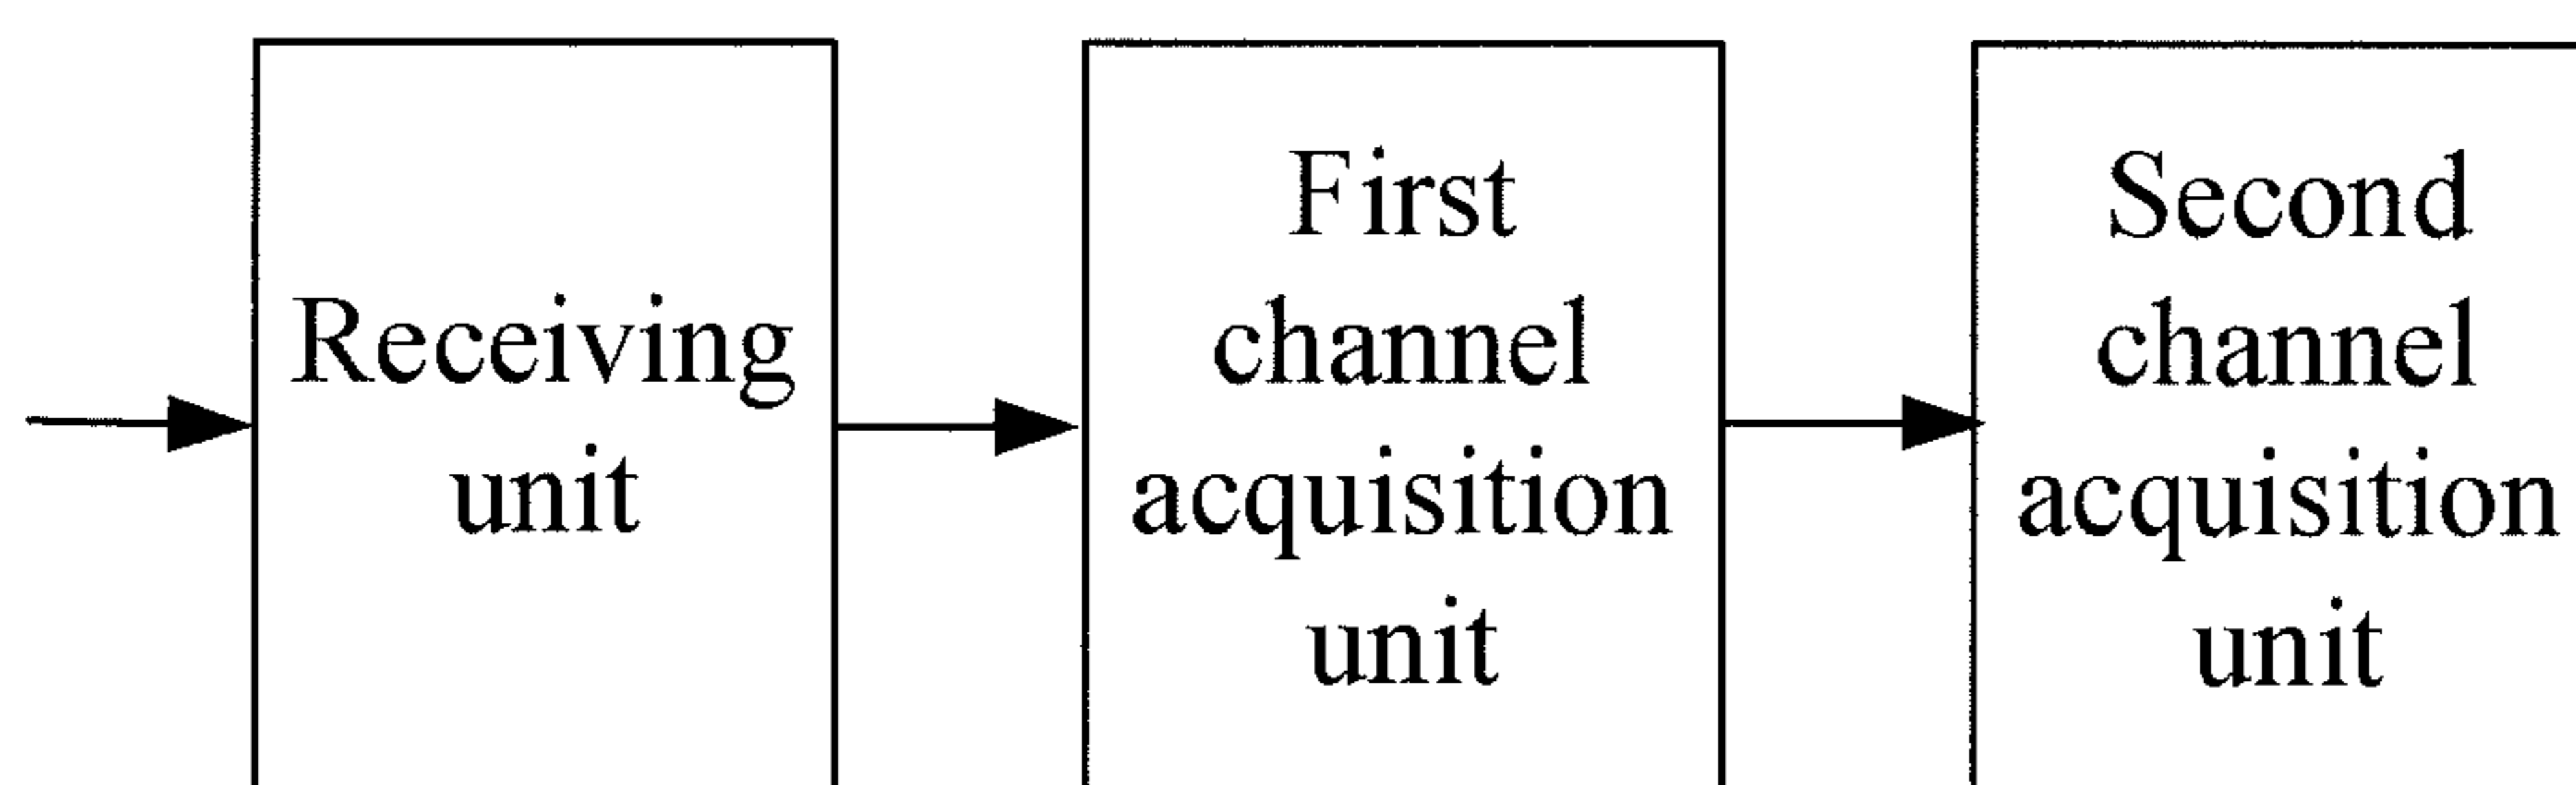 Receiving
unit
First
channel
acquisition
unit
Second
channel
acquisition
unit